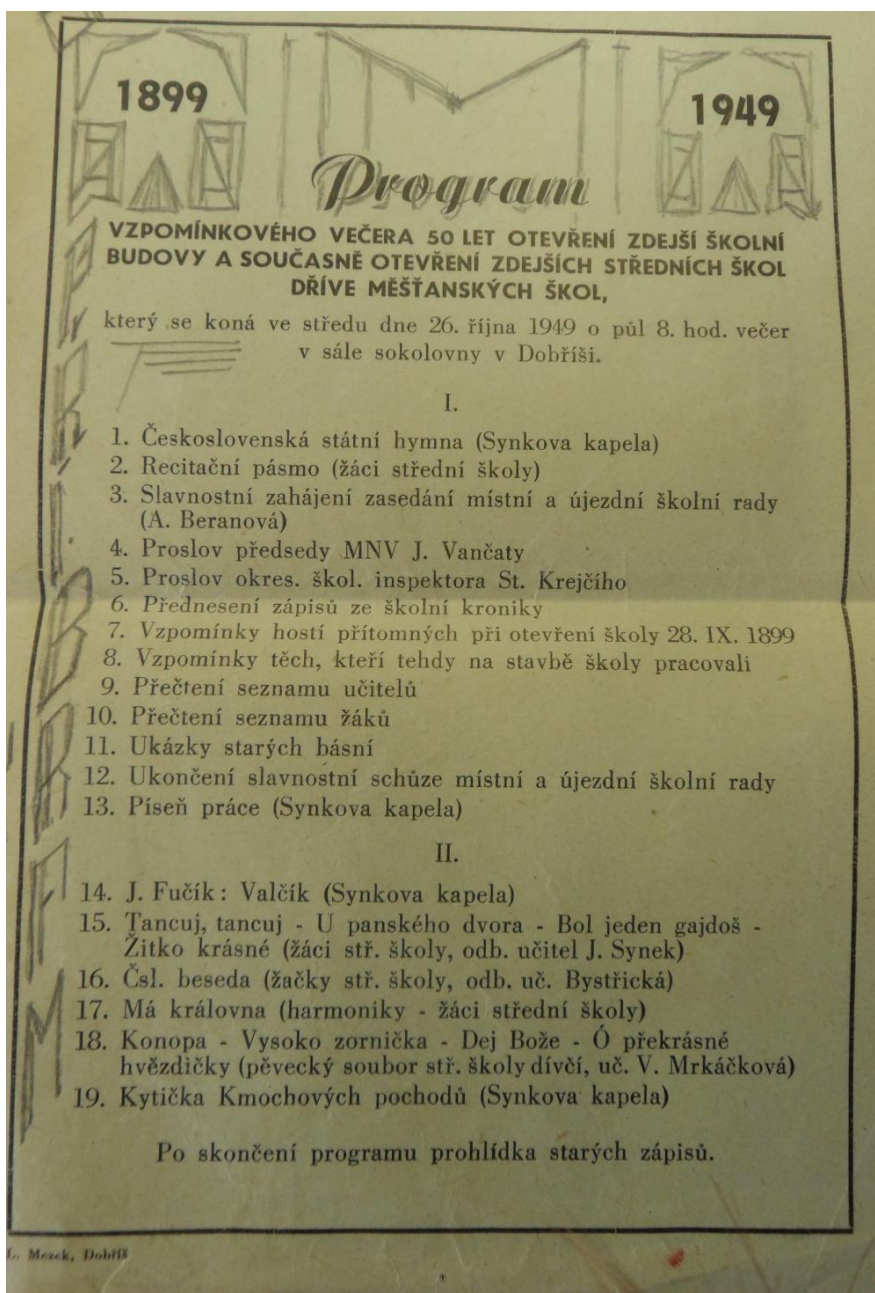 1899
1949
Program
VZPOMÍNKOVÉHO VEČERA 50 LET OTEVŘENÍ ZDEJŠÍ ŠKOLNÍ
BUDOVY A SOUČASNĚ OTEVŘENÍ ZDEJŠÍCH STŘEDNÍCH ŠKOL
DŘÍVE MĚŠŤANSKÝCH ŠKOL,
který se koná ve středu dne 26. října 1949 o půl 8. hod. večer
v sále sokolovny v Dobříši.
I.
1. Československá státní hymna (Synkova kapela)
2. Recitační pásmo (žáci střední školy)
3. Slavnostní zahájení zasedání místní a újezdní školní rady
(A. Beranová)
4. Proslov předsedy MNV J. Vančaty
5. Proslov okres. škol. inspektora St. Krejčího
6. Přednesení zápisů ze školní kroniky
7. Vzpomínky hostí přítomných při otevření školy 28. IX. 1899
8. Vzpomínky těch, kteří tehdy na stavbě školy pracovali
9. Přečtení seznamu učitelů
10. Přečtení seznamu žáků
11. Ukázky starých básní
12. Ukončení slavnostní schůze místní a újezdní školní rady
13. Píseň práce (Synkova kapela)
II.
14. J. Fučík: Valčík (Synkova kapela)
15. Tancuj, tancuj - U panského dvora - Bol jeden gajdoš -
Žitko krásné (žáci stř. školy, odb. učitel J. Synek)
16. Čsl. beseda (žačky stř. školy, odb. uč. Bystřická)
17. Má královna (harmoniky - žáci střední školy)
18. Konopa - Vysoko zornička - Dej Bože - Ó překrásné
hvězdičky (pěvecký soubor stř. školy dívčí, uč. V. Mrkáčková)
19. Kytička Kmochových pochodů (Synkova kapela)
Po skončení programu prohlídka starých zápisů.
Mezek, Dobříš